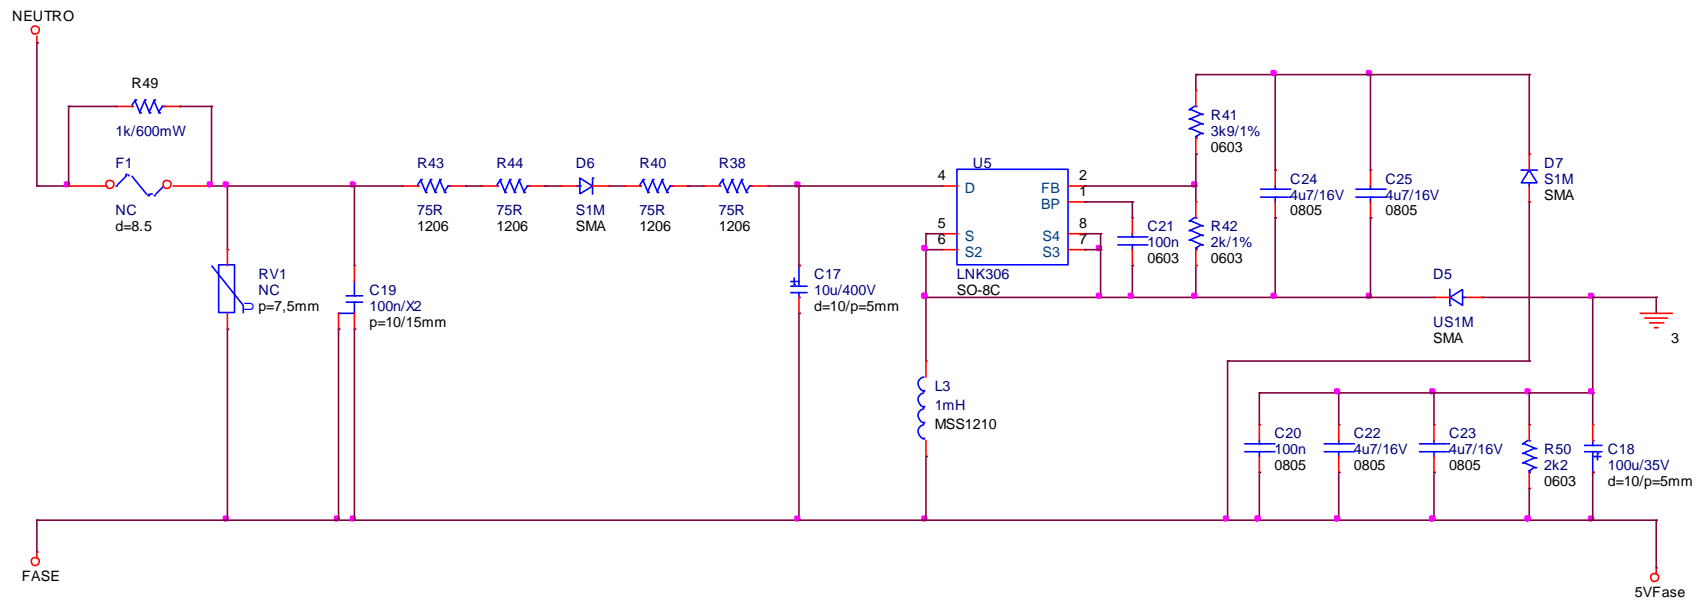 NEUTRO
R49
1k/600mW
F1
NC
d=8.5
RV1
NC
p=7,5mm
C19
100n/X2
p=10/15mm
R43
75R
1206
R44
75R
1206
D6
S1M
SMA
R40
75R
1206
R38
75R
1206
C17
10u/400V
d=10/p=5mm
U5
4
D
5
S
6
S2
FB
2
BP
1
S4
8
S3
7
LNK306
SO-8C
L3
1mH
MSS1210
C21
100n
0603
R41
3k9/1%
0603
R42
2k/1%
0603
C24
4u7/16V
0805
C25
4u7/16V
0805
D7
S1M
SMA
D5
US1M
SMA
3
C20
100n
0805
C22
4u7/16V
0805
C23
4u7/16V
0805
R50
2k2
0603
C18
100u/35V
d=10/p=5mm
FASE
5VFase